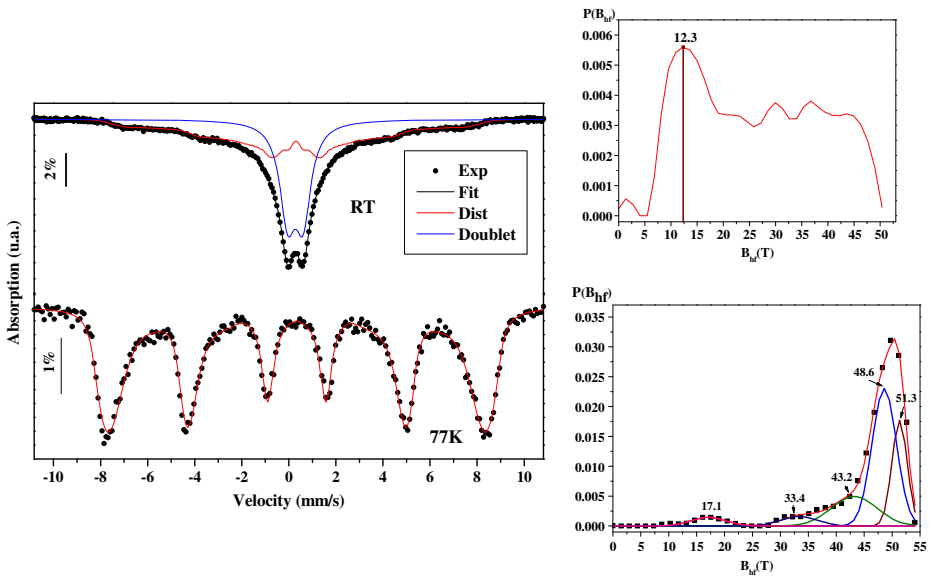 2%
Exp
Fit
Dist
Doublet
RT
Absorption (u.a.)
1%
77K
-10 -8 -6 -4 -2 0 2 4 6 8 10
Velocity (mm/s)
P(B_hf)
12.3
0.006
0.005
0.004
0.003
0.002
0.001
0.000
0 5 10 15 20 25 30 35 40 45 50
B_hf(T)
P(B_hf)
0.035
0.030
0.025
0.020
0.015
0.010
0.005
0.000
48.6
51.3
43.2
33.4
17.1
0 5 10 15 20 25 30 35 40 45 50 55
B_hf(T)